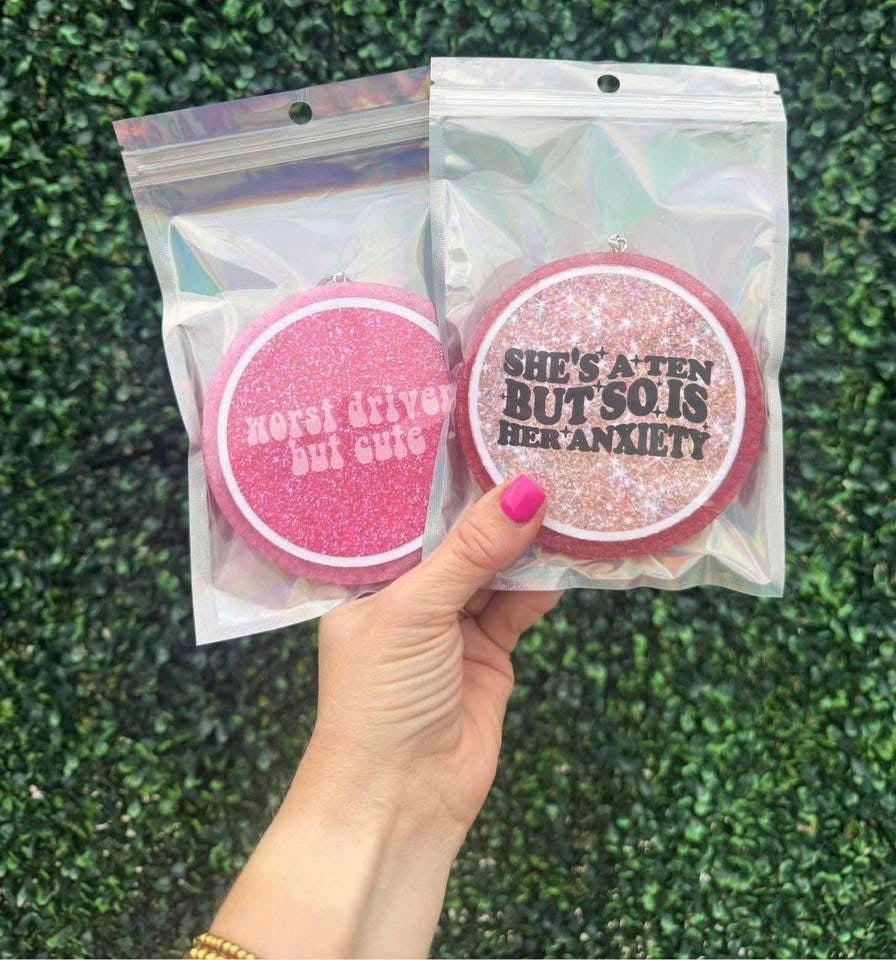 worst driver
but cute
SHE'S A TEN
BUT SO IS
HER ANXIETY